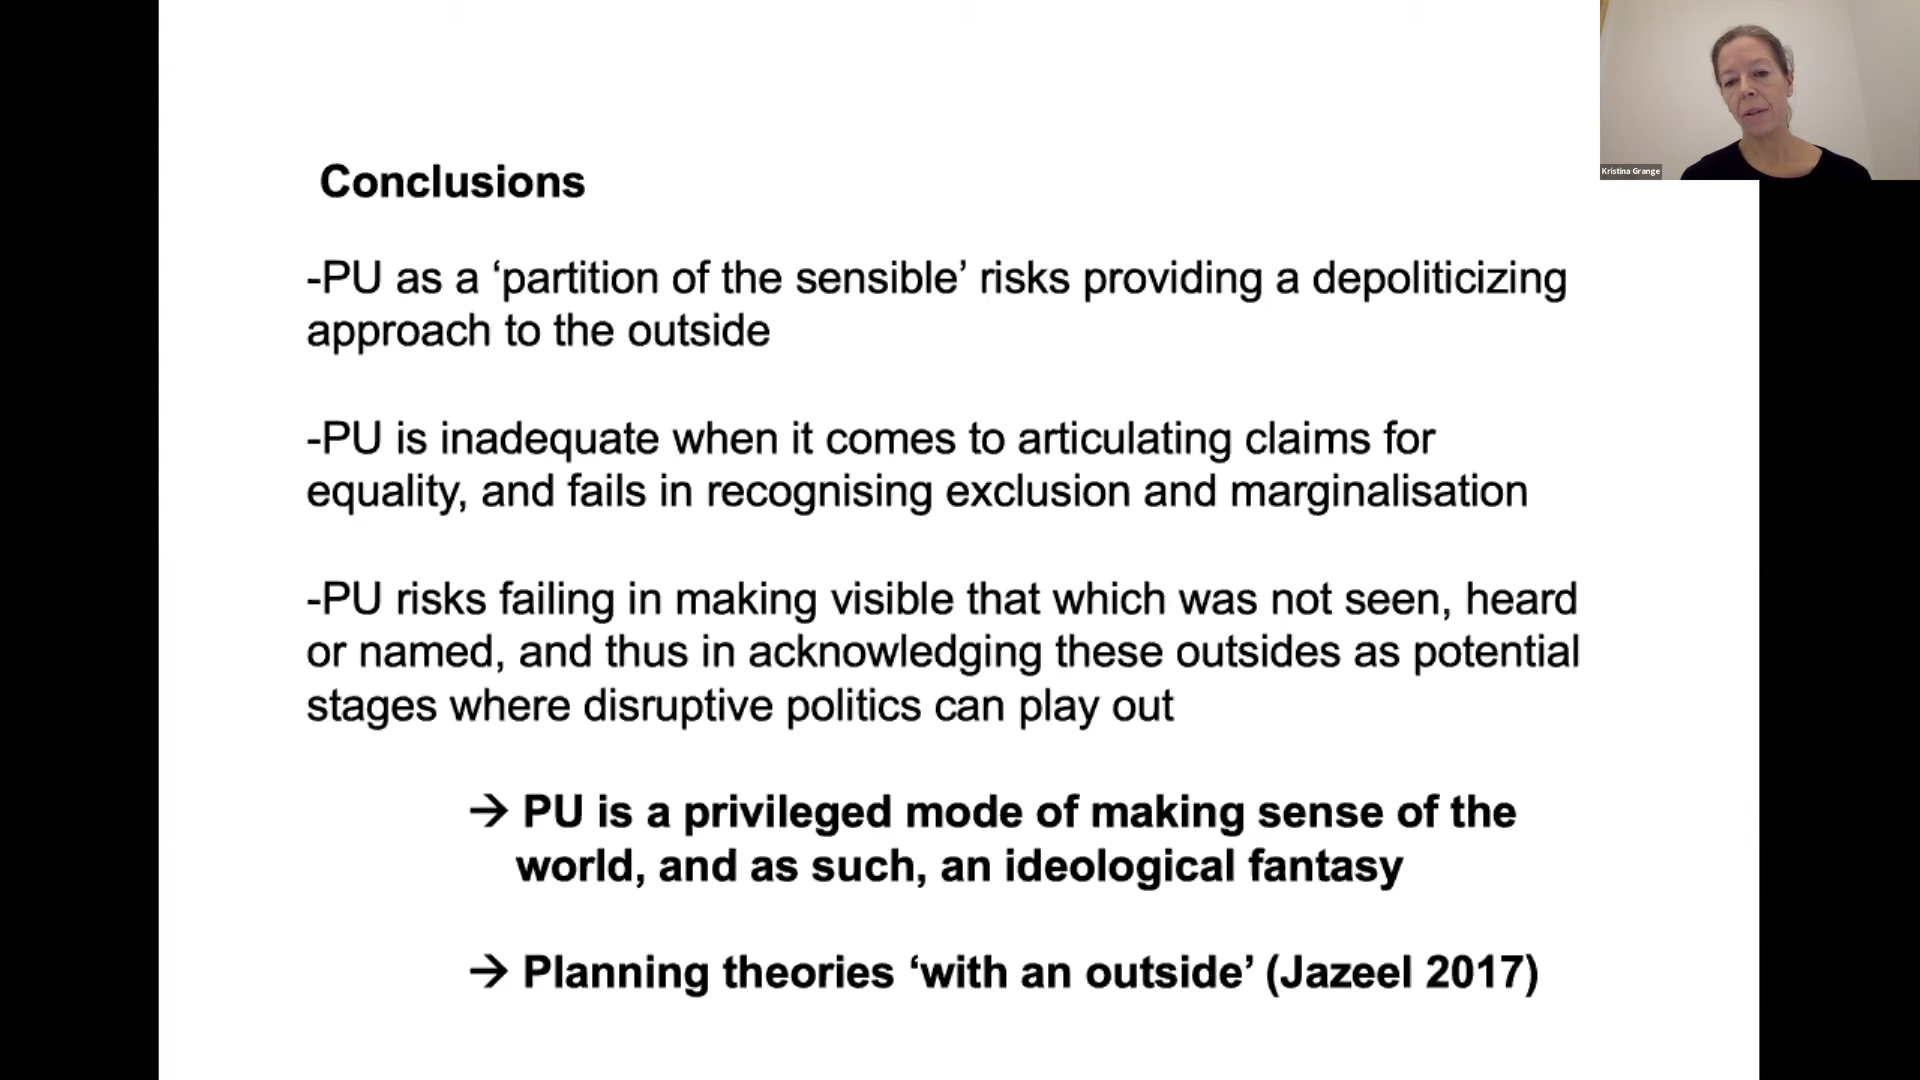 Kristina Grange
Conclusions
-PU as a ‘partition of the sensible’ risks providing a depoliticizing
approach to the outside
-PU is inadequate when it comes to articulating claims for
equality, and fails in recognising exclusion and marginalisation
-PU risks failing in making visible that which was not seen, heard
or named, and thus in acknowledging these outsides as potential
stages where disruptive politics can play out
→ PU is a privileged mode of making sense of the
world, and as such, an ideological fantasy
→ Planning theories ‘with an outside’ (Jazeel 2017)